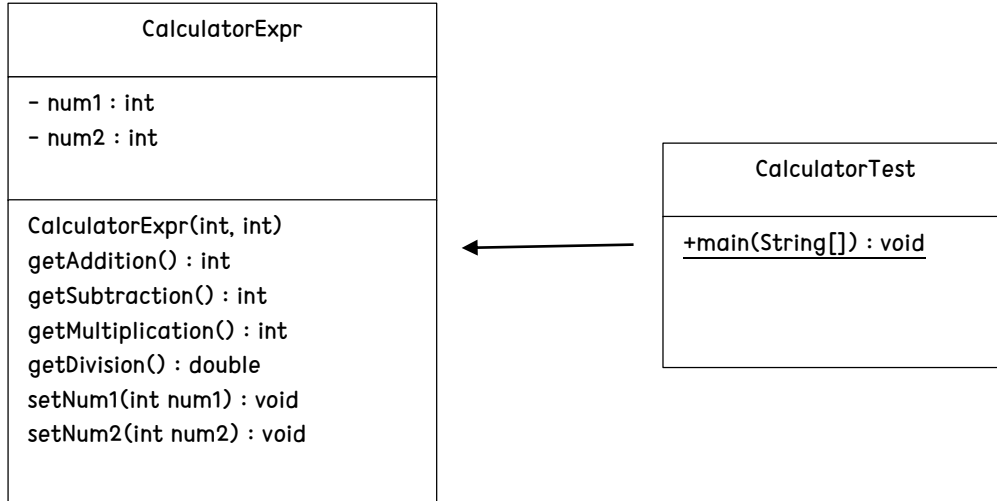 CalculatorExpr
- num1 : int
- num2 : int
CalculatorExpr(int, int)
getAddition() : int
getSubtraction() : int
getMultiplication() : int
getDivision() : double
setNum1(int num1) : void
setNum2(int num2) : void
CalculatorTest
+main(String[]) : void